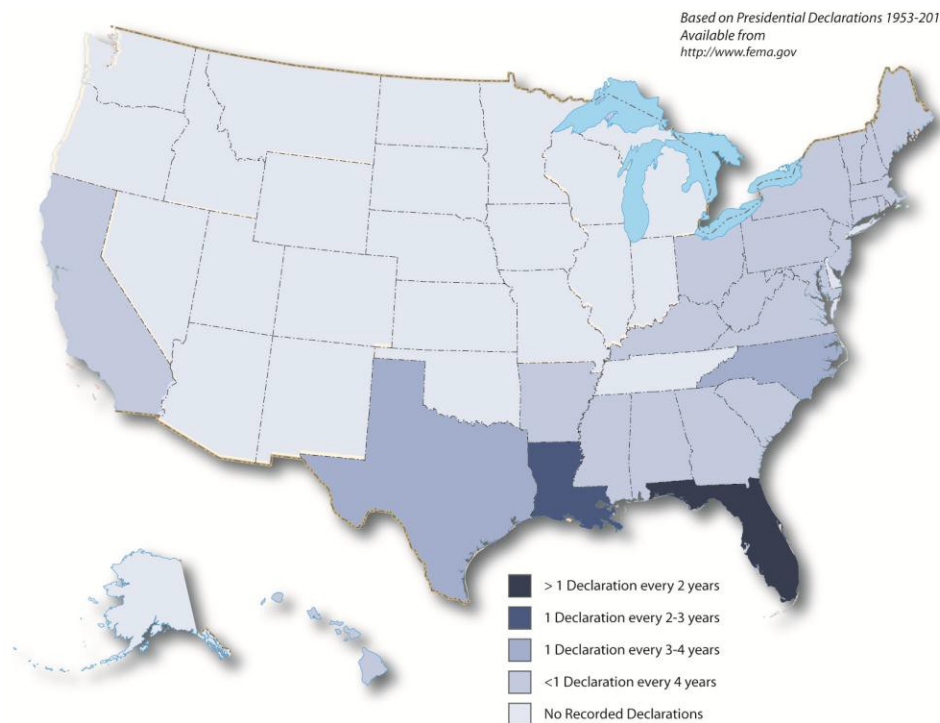 Based on Presidential Declarations 1953-201
Available from
http://www.fema.gov
> 1 Declaration every 2 years
1 Declaration every 2-3 years
1 Declaration every 3-4 years
<1 Declaration every 4 years
No Recorded Declarations